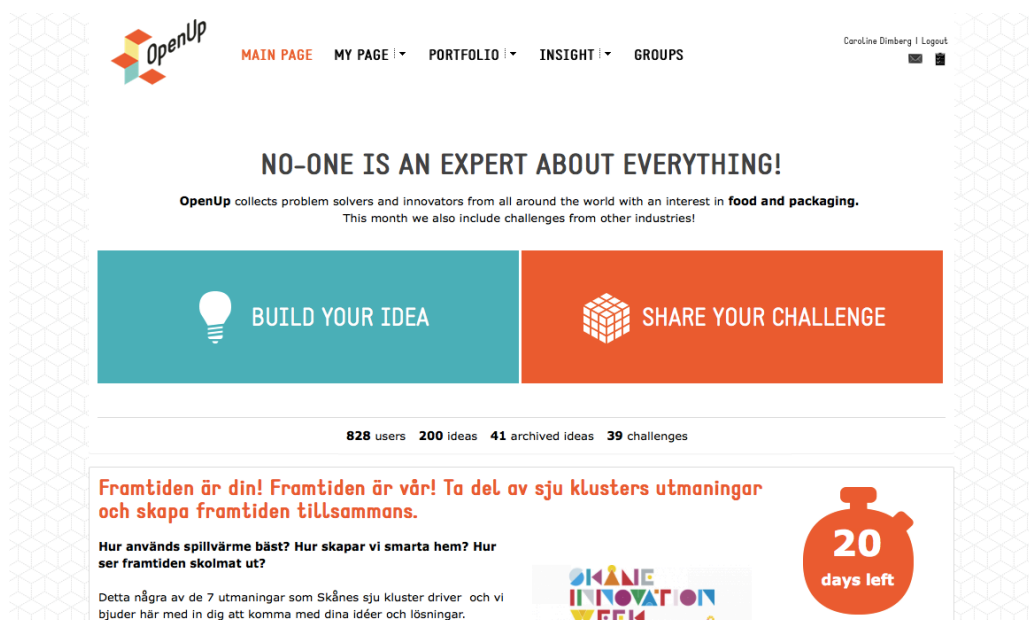 OpenUp
MAIN PAGE MY PAGE PORTFOLIO INSIGHT GROUPS
Caroline Dimberg | Logout
NO-ONE IS AN EXPERT ABOUT EVERYTHING!
OpenUp collects problem solvers and innovators from all around the world with an interest in food and packaging.
This month we also include challenges from other industries!
BUILD YOUR IDEA
SHARE YOUR CHALLENGE
828 users 200 ideas 41 archived ideas 39 challenges
Framtiden är din! Framtiden är vår! Ta del av sju klusters utmaningar
och skapa framtiden tillsammans.
Hur används spillvärme bäst? Hur skapar vi smarta hem? Hur
ser framtiden skolmat ut?
Detta några av de 7 utmaningar som Skånes sju kluster driver och vi
bjuder här med in dig att komma med dina idéer och lösningar.
SKÅNE
INNOVATION
WEEK
20
days left